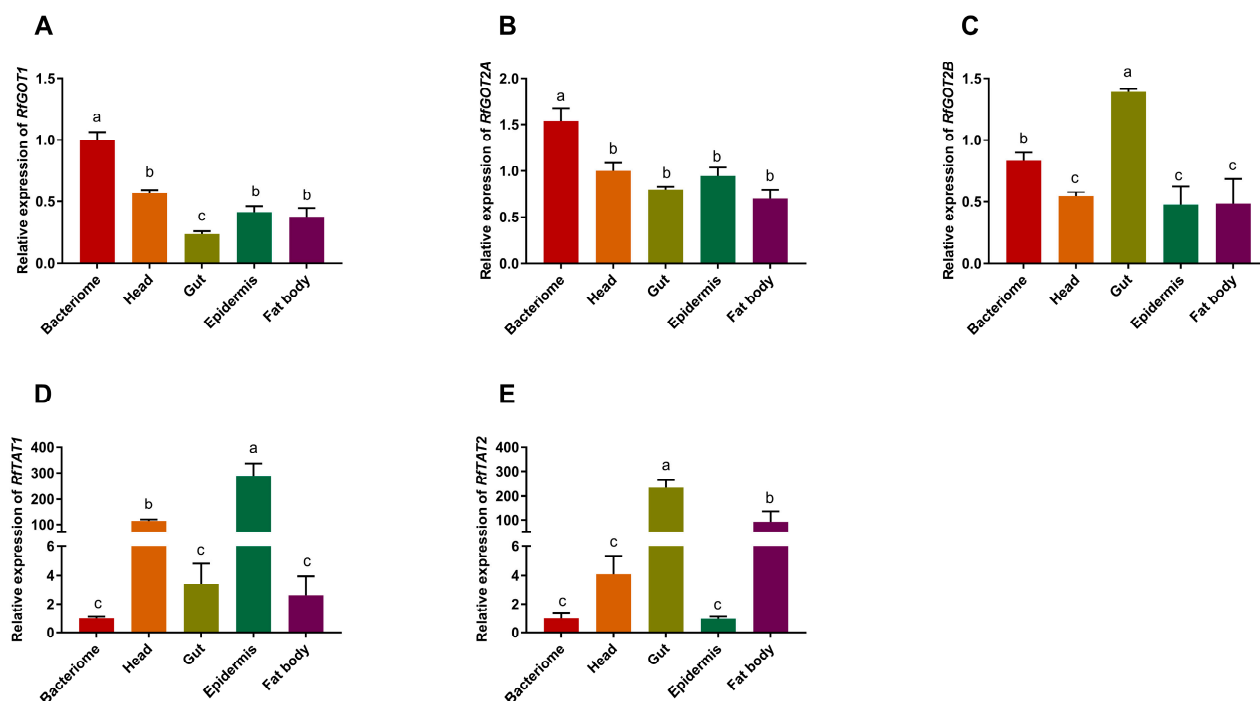 A
Relative expression of RfGOT1
1.5
1.0
0.5
0.0
a
b
c
b
b
Bacteriome
Head
Gut
Epidermis
Fat body
B
Relative expression of RfGOT2A
2.0
1.5
1.0
0.5
0.0
a
b
b
b
b
Bacteriome
Head
Gut
Epidermis
Fat body
C
Relative expression of RfGOT2B
1.5
1.0
0.5
0.0
b
c
a
c
c
Bacteriome
Head
Gut
Epidermis
Fat body
D
Relative expression of RfTAT1
400
300
200
100
6
4
2
0
c
b
c
a
c
Bacteriome
Head
Gut
Epidermis
Fat body
E
Relative expression of RfTAT2
400
300
200
100
6
4
2
0
c
c
a
c
b
Bacteriome
Head
Gut
Epidermis
Fat body